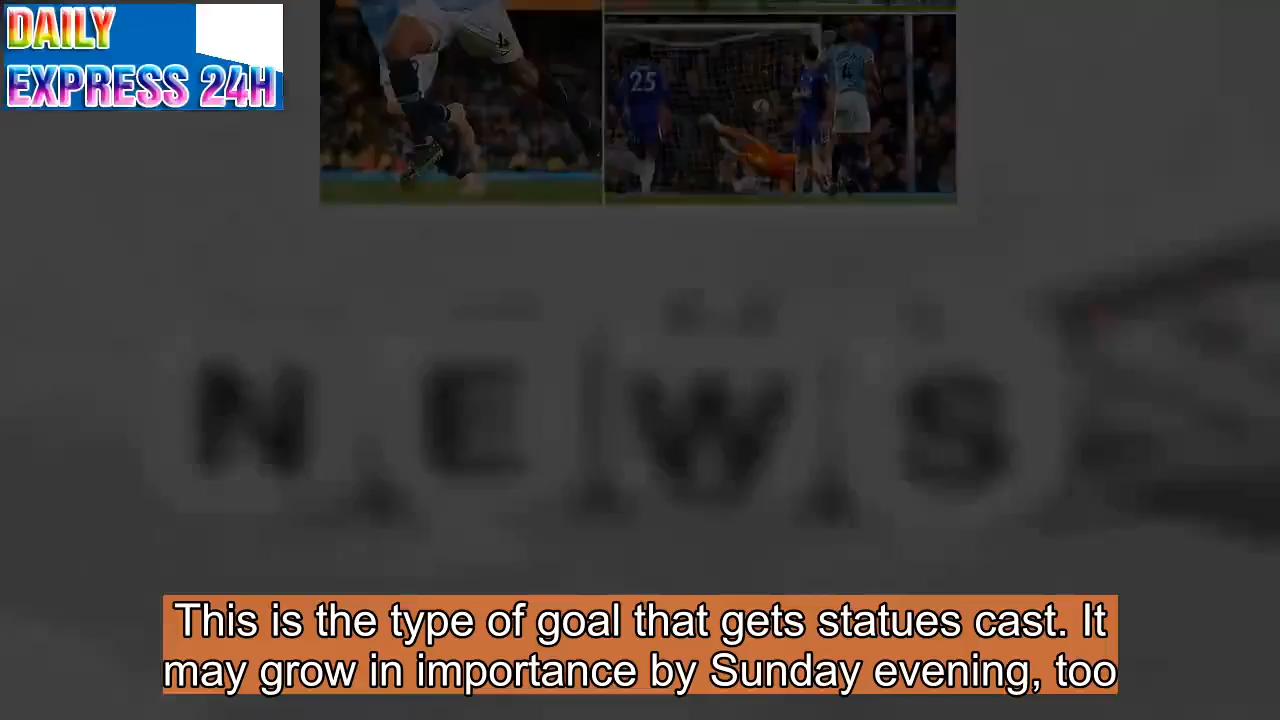 DAILY
EXPRESS 24H
25
4
N E W S
This is the type of goal that gets statues cast. It
may grow in importance by Sunday evening, too